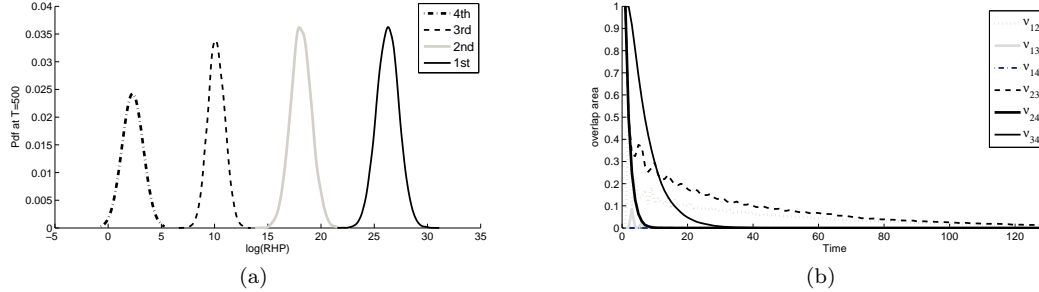 0.04
0.035
0.03
0.025
0.02
0.015
0.01
0.005
0
Pdf at T=500
−5 0 5 10 15 20 25 30 35
log(RHP)
4th
3rd
2nd
1st
(a)
1
0.9
0.8
0.7
0.6
0.5
0.4
0.3
0.2
0.1
0
overlap area
0 20 40 60 80 100 120
Time
ν12
ν13
ν14
ν23
ν24
ν34
(b)